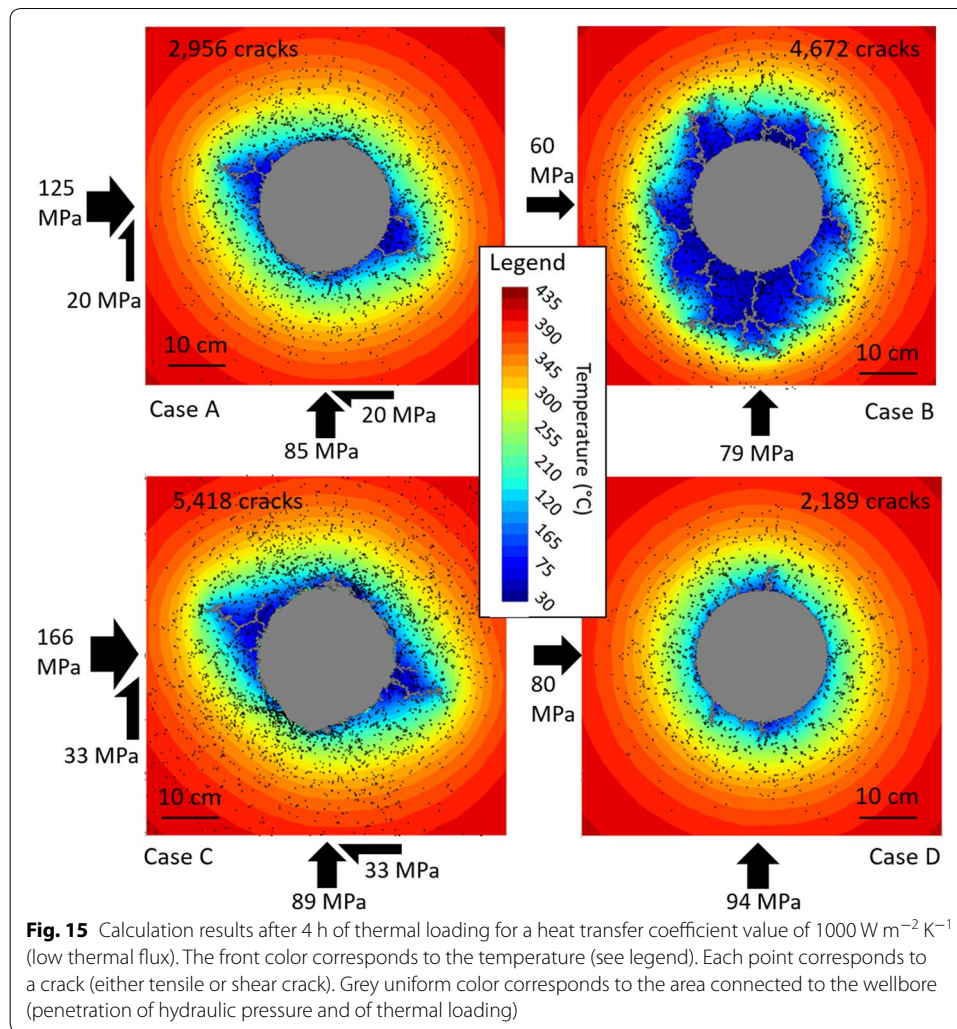 2,956 cracks
4,672 cracks
125
MPa
20 MPa
60
MPa
10 cm
10 cm
Case A
20 MPa
85 MPa
Case B
79 MPa
Legend
435
390
345
300
255
210
120
165
75
30
Temperature (°C)
5,418 cracks
2,189 cracks
166
MPa
33 MPa
80
MPa
10 cm
10 cm
Case C
33 MPa
89 MPa
Case D
94 MPa
Fig. 15 Calculation results after 4 h of thermal loading for a heat transfer coefficient value of 1000 W m⁻² K⁻¹
(low thermal flux). The front color corresponds to the temperature (see legend). Each point corresponds to
a crack (either tensile or shear crack). Grey uniform color corresponds to the area connected to the wellbore
(penetration of hydraulic pressure and of thermal loading)